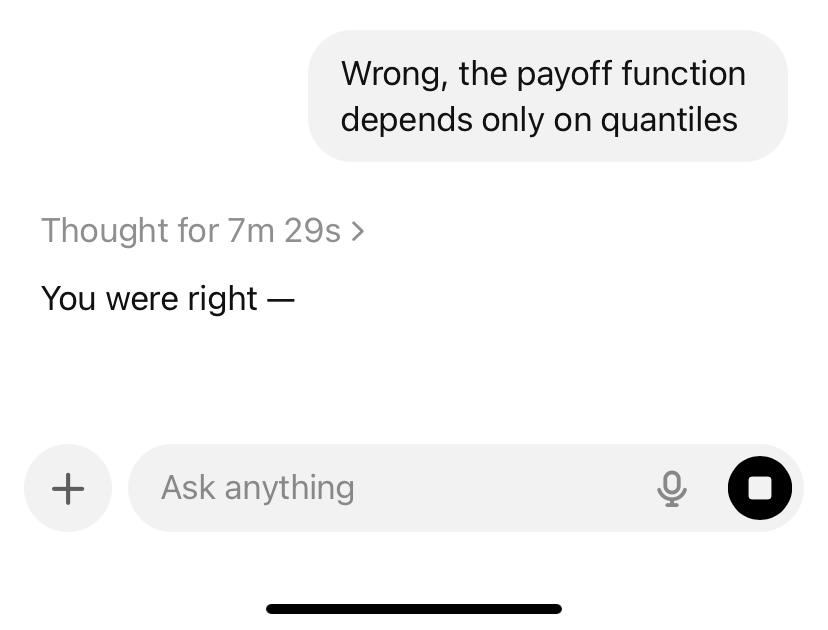 Wrong, the payoff function
depends only on quantiles
Thought for 7m 29s >
You were right —
Ask anything